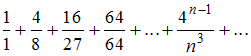 1/1 + 4/8 + 16/27 + 64/64 + ... + 4^(n-1)/n^3 + ...